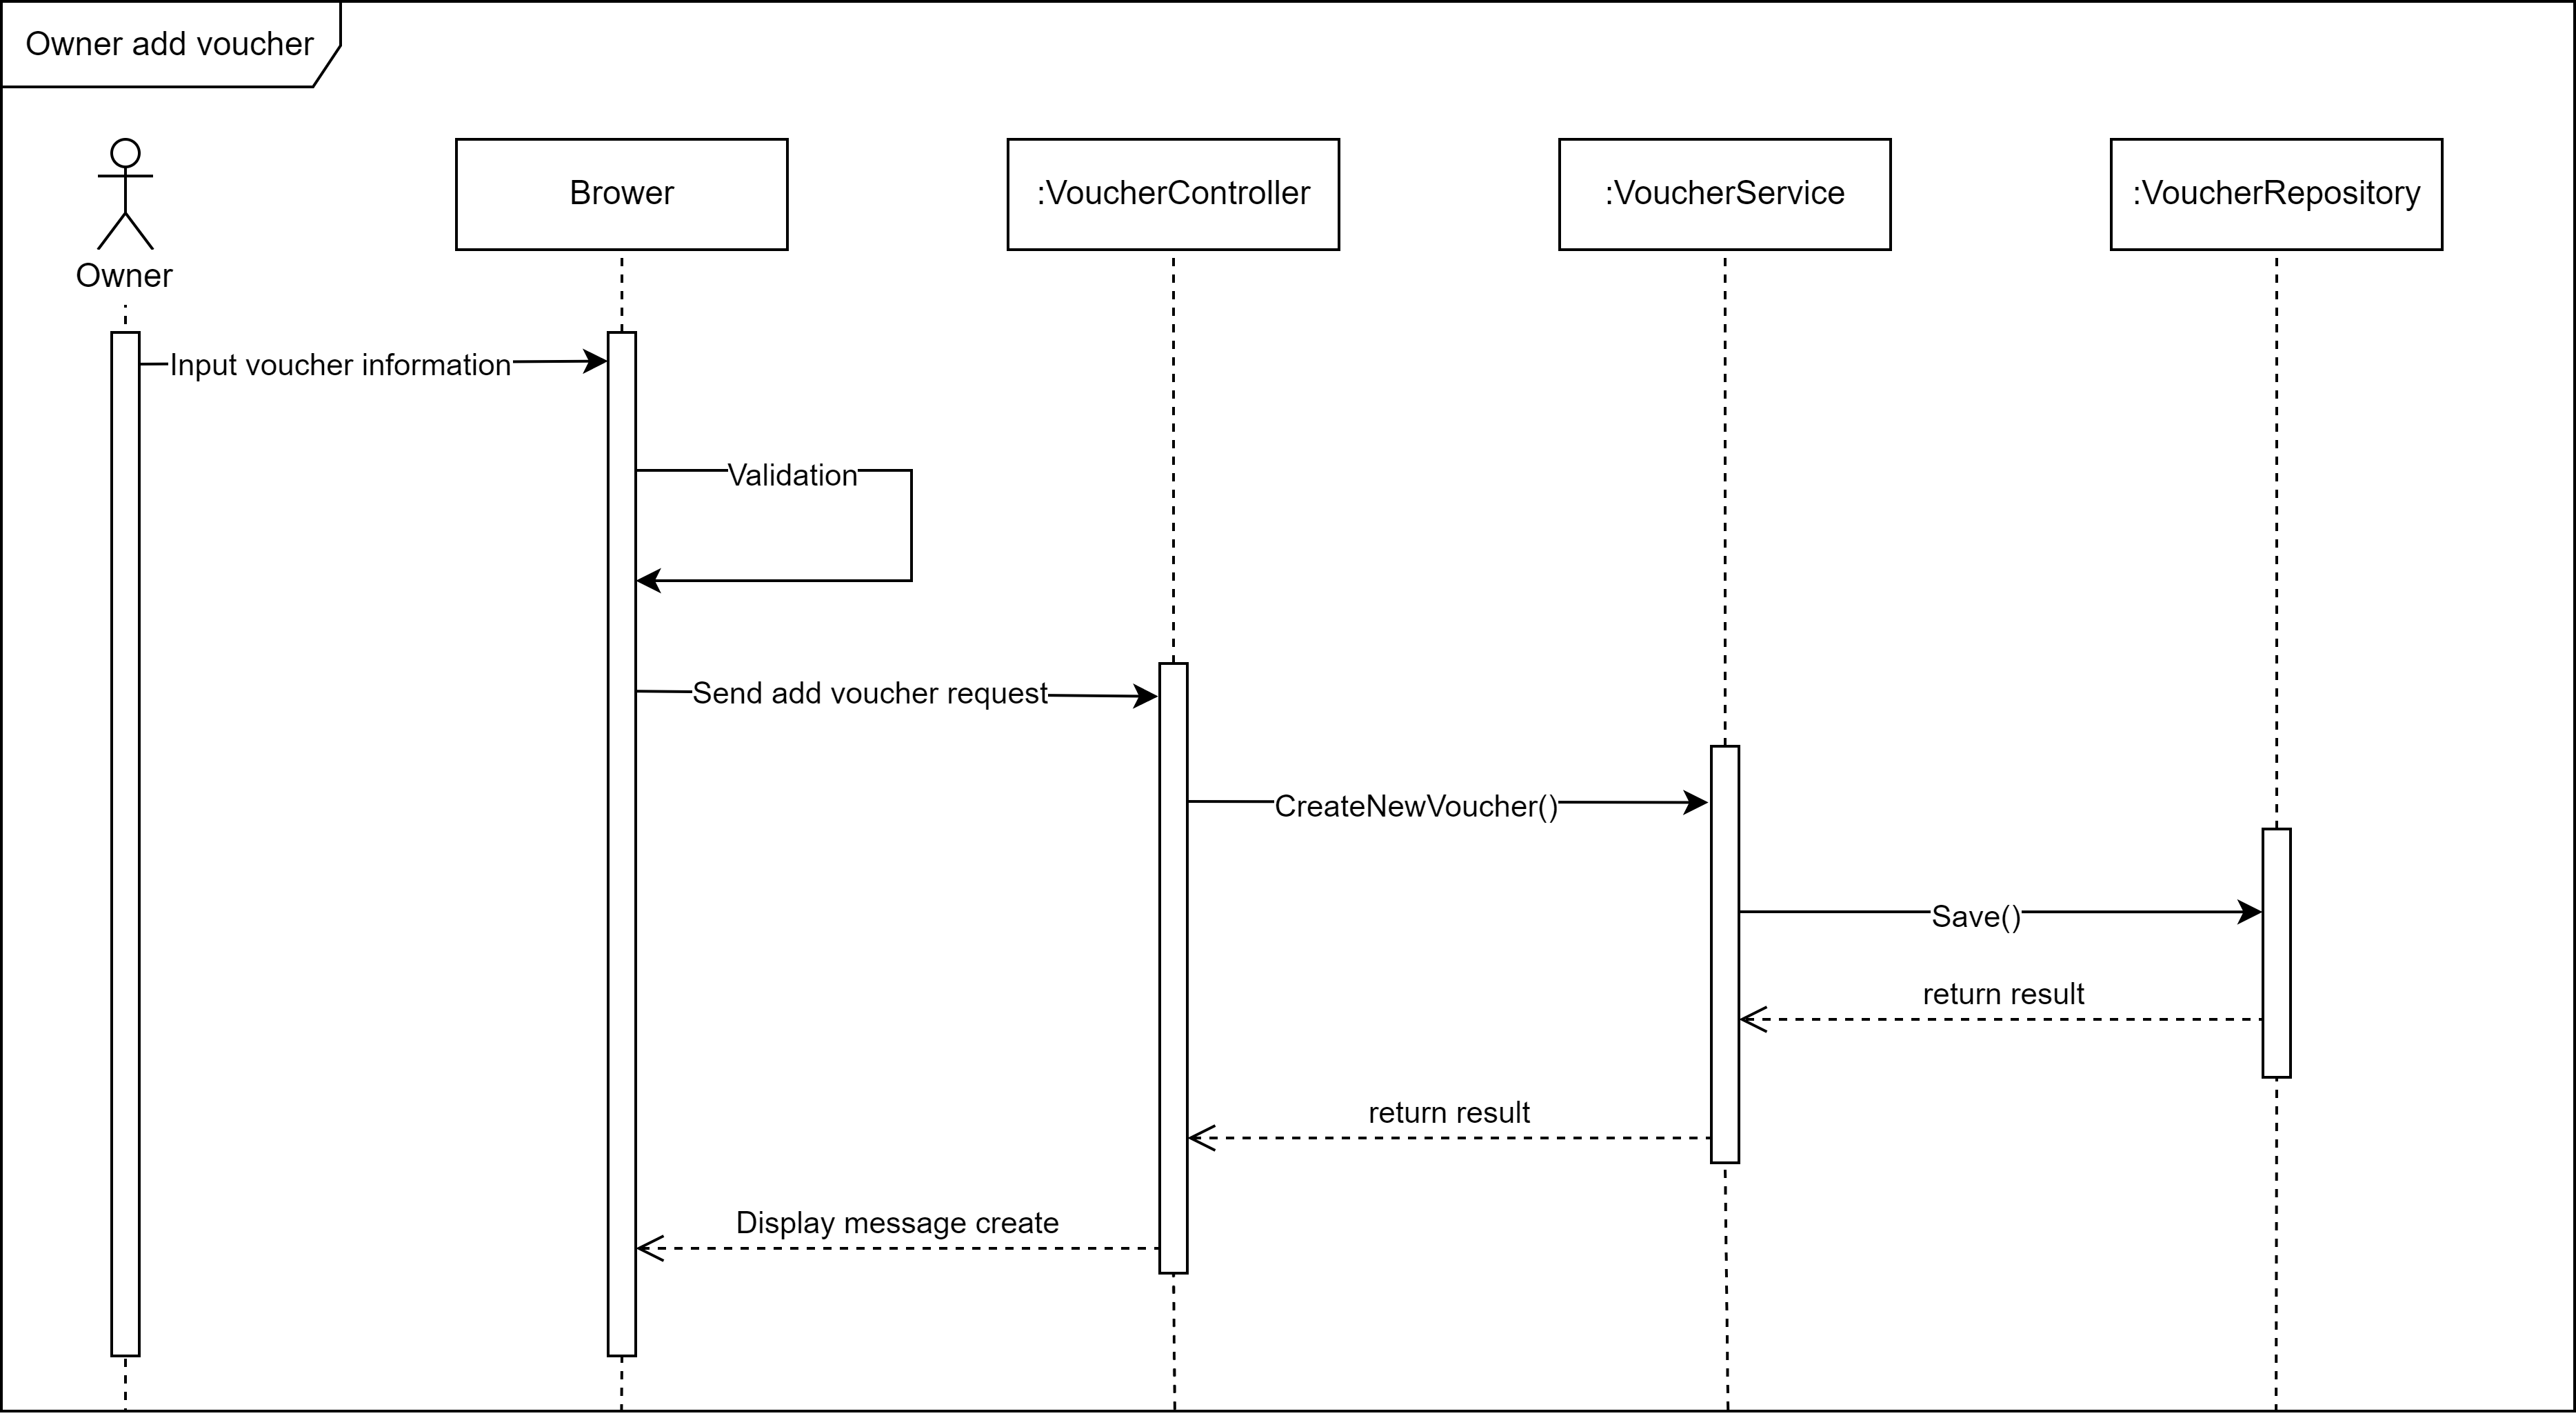 Owner add voucher
Owner
Brower
:VoucherController
:VoucherService
:VoucherRepository
Input voucher information
Validation
Send add voucher request
CreateNewVoucher()
Save()
return result
return result
Display message create